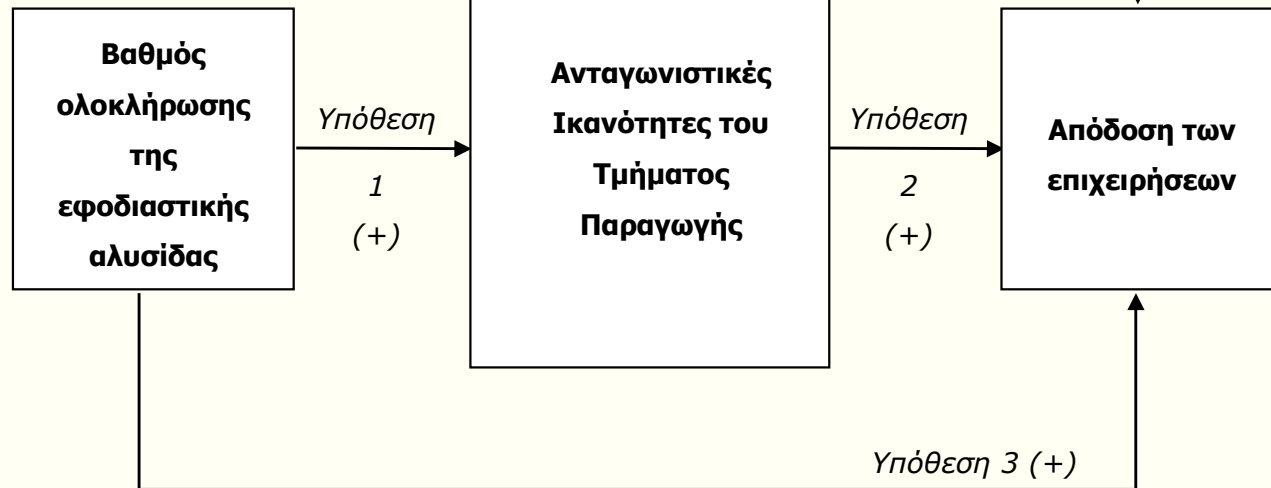 Βαθμός
ολοκλήρωσης
της
εφοδιαστικής
αλυσίδας
Υπόθεση
1
(+)
Ανταγωνιστικές
Ικανότητες του
Τμήματος
Παραγωγής
Υπόθεση
2
(+)
Απόδοση των
επιχειρήσεων
Υπόθεση 3 (+)